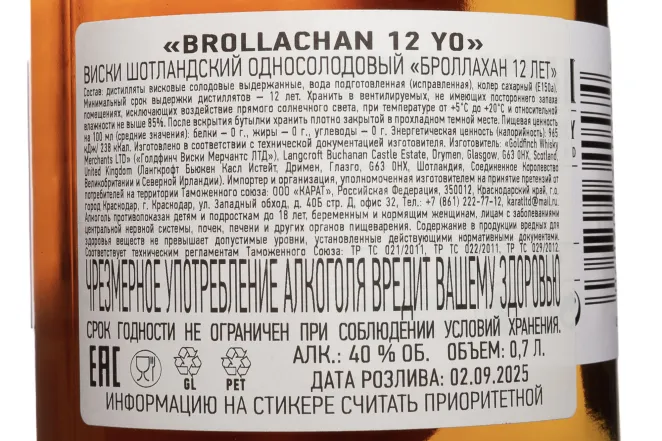 «BROLLACHAN 12 YO»
ВИСКИ ШОТЛАНДСКИЙ ОДНОСОЛОДОВЫЙ «БРОЛЛАХАН 12 ЛЕТ»
Состав: дистилляты висковые солодовые выдержанные, вода подготовленная (исправленная), колер сахарный (E150a).
Минимальный срок выдержки дистиллятов – 12 лет. Хранить в вентилируемых, не имеющих постороннего запаха
помещениях, исключающих воздействие прямого солнечного света, при температуре от +5°C до +20°C и относительной
влажности не выше 85%. После вскрытия бутылки хранить плотно закрытой в прохладном темном месте. Пищевая ценность
на 100 мл (средние значения): белки – 0 г., жиры – 0 г., углеводы – 0 г. Энергетическая ценность (калорийность): 965
кДж/ 238 кКал. Изготовлено в соответствии с технической документацией изготовителя. Изготовитель: «Goldfinch Whisky
Merchants LTD» («Голдфинч Виски Мерчантс ЛТД»), Langcroft Buchanan Castle Estate, Drymen, Glasgow, G63 0HX, Scotland,
United Kingdom (Лангкрофт Бьюкен Касл Истейт, Дримен, Глазго, G63 0HX, Шотландия, Соединенное Королевство
Великобритании и Северной Ирландии). Импортер и организация, уполномоченная изготовителем на принятие претензий от
потребителей на территории Таможенного союза: ООО «КАРАТ», Российская Федерация, 350012, Краснодарский край, г.о.
город Краснодар, г. Краснодар, ул. Западный обход, д. 40Б стр. Д, офис 32, Тел.: +7 (861) 222-77-12, karatltd@mail.ru.
Алкоголь противопоказан детям и подросткам до 18 лет, беременным и кормящим женщинам, лицам с заболеваниями
центральной нервной системы, почек, печени и других органов пищеварения. Содержание в продукции вредных для
здоровья веществ не превышает допустимые уровни, установленные действующими нормативными документами.
Соответствует техническим регламентам Таможенного Союза: ТР ТС 021/2011, ТР ТС 022/2011, ТР ТС 029/2012
ЧРЕЗМЕРНОЕ УПОТРЕБЛЕНИЕ АЛКОГОЛЯ ВРЕДИТ ВАШЕМУ ЗДОРОВЬЮ
СРОК ГОДНОСТИ НЕ ОГРАНИЧЕН ПРИ СОБЛЮДЕНИИ УСЛОВИЙ ХРАНЕНИЯ.
EAC GL PET АЛК.: 40 % ОБ. ОБЪЕМ: 0,7 Л.
ДАТА РОЗЛИВА: 02.09.2025
ИНФОРМАЦИЮ НА СТИКЕРЕ СЧИТАТЬ ПРИОРИТЕТНОЙ